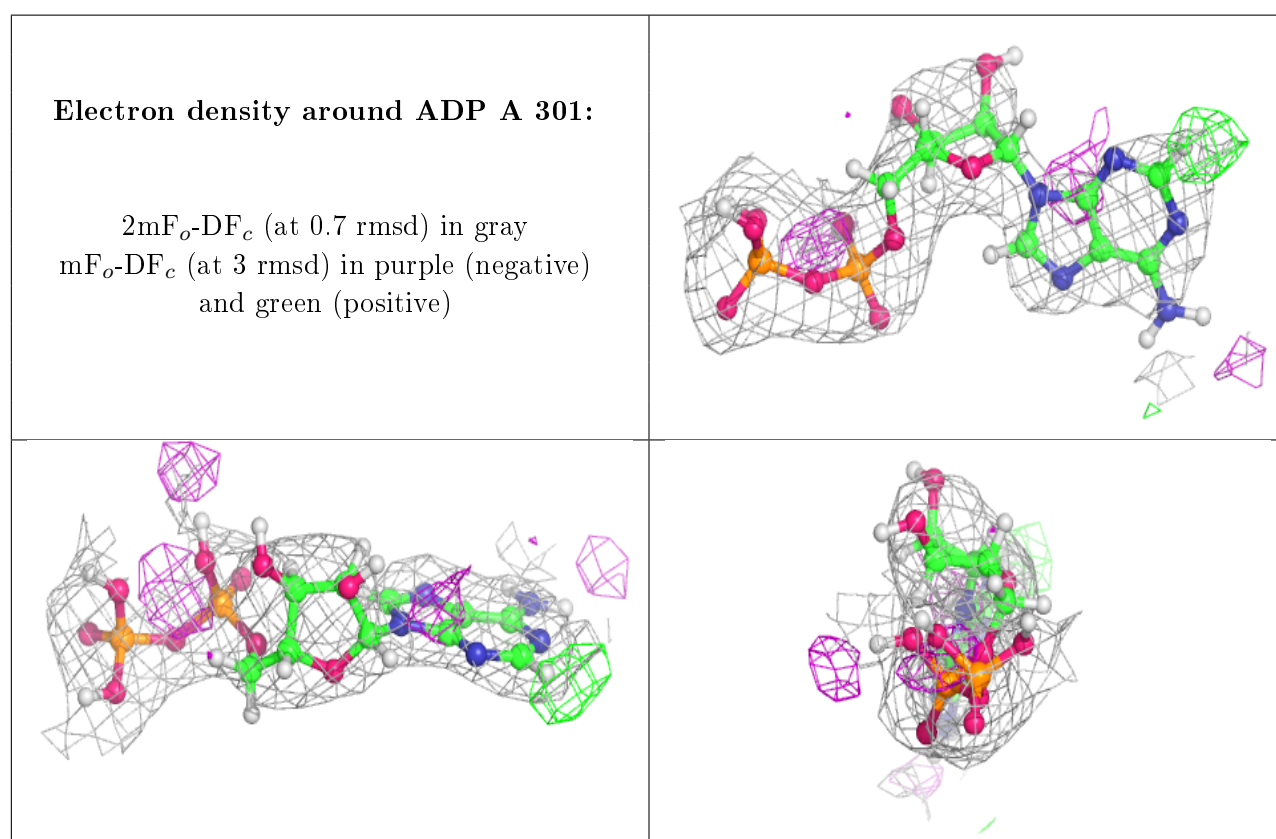 Electron density around ADP A 301:
2mFo-DFc (at 0.7 rmsd) in gray
mFo-DFc (at 3 rmsd) in purple (negative)
and green (positive)